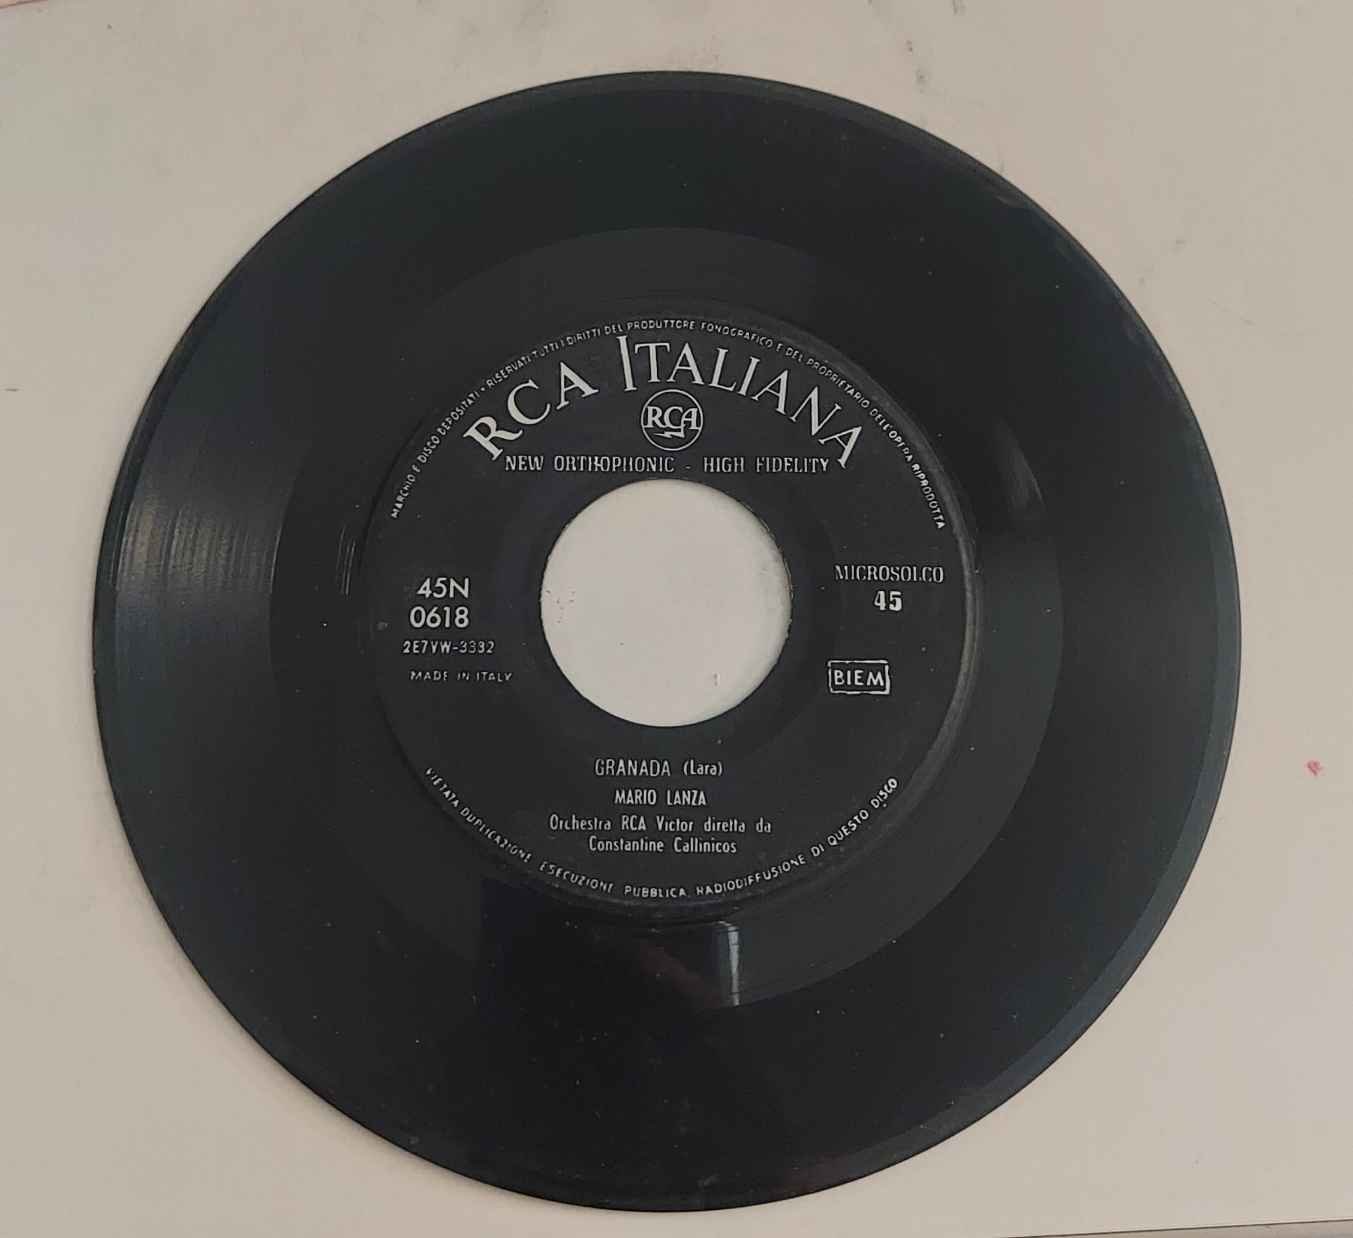 MARCHIO E DISCO DEPOSITATI • RISERVATI TUTTI I DIRITTI DEL PRODUTTORE FONOGRAFICO E DEL PROPRIETARIO DELL'OPERA RIPRODOTTA
RCA ITALIANA
RCA
NEW ORTHOPHONIC - HIGH FIDELITY
45N
0618
2E7VW-3332
MADE IN ITALY
MICROSOLCO
45
BIEM
GRANADA (Lara)
MARIO LANZA
Orchestra RCA Victor diretta da
Constantine Callinicos
VIETATA DUPLICAZIONE ESECUZIONE PUBBLICA, RADIODIFFUSIONE DI QUESTO DISCO